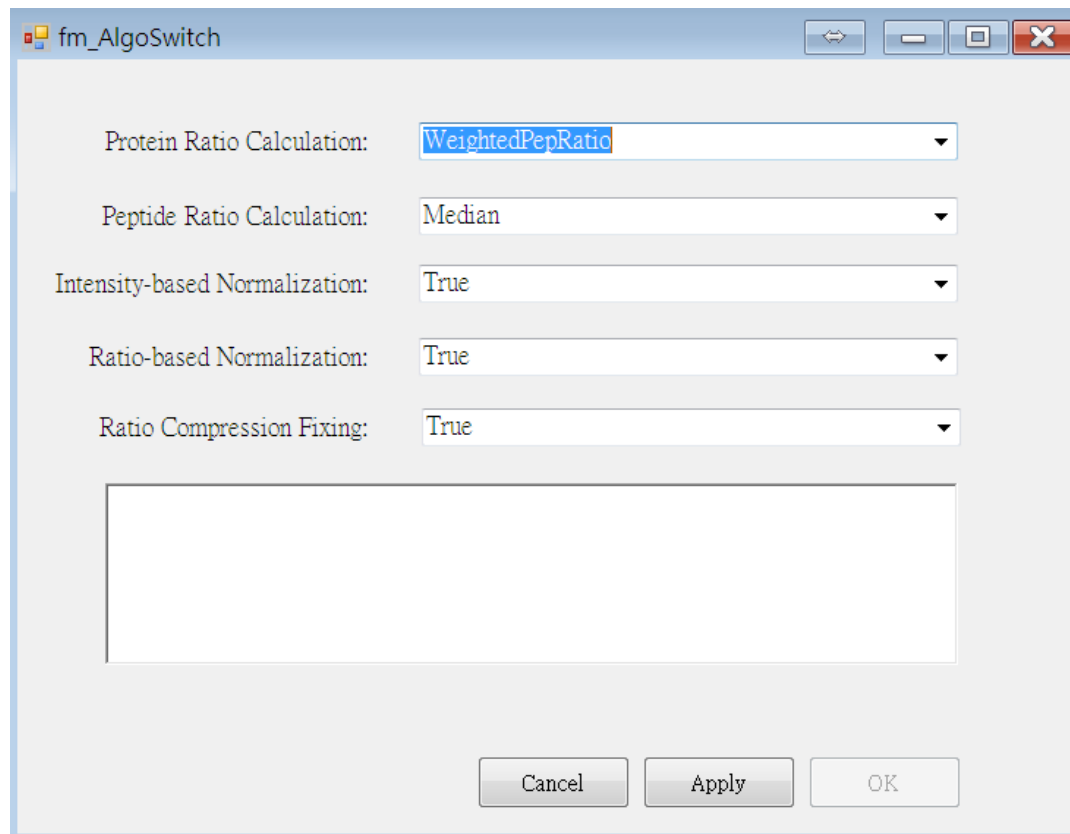 fm_AlgoSwitch
Protein Ratio Calculation: WeightedPepRatio
Peptide Ratio Calculation: Median
Intensity-based Normalization: True
Ratio-based Normalization: True
Ratio Compression Fixing: True
Cancel Apply OK